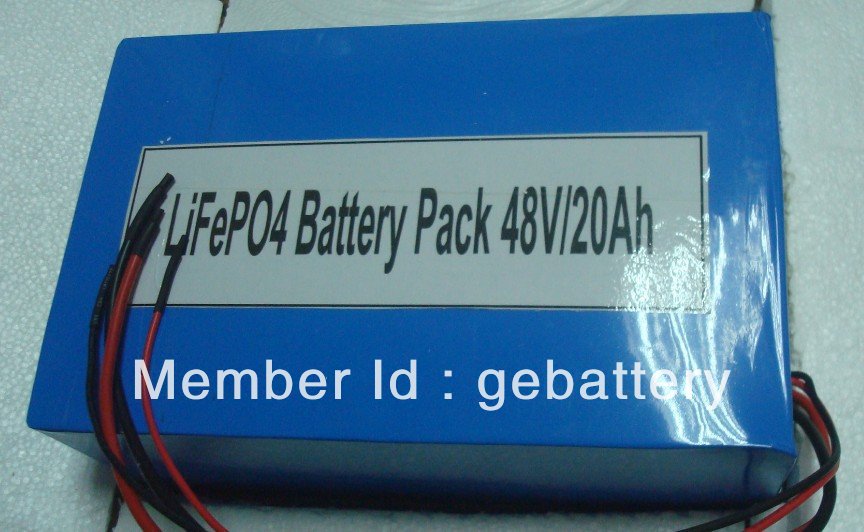 LiFePO4 Battery Pack 48V/20Ah
Member Id : gebattery